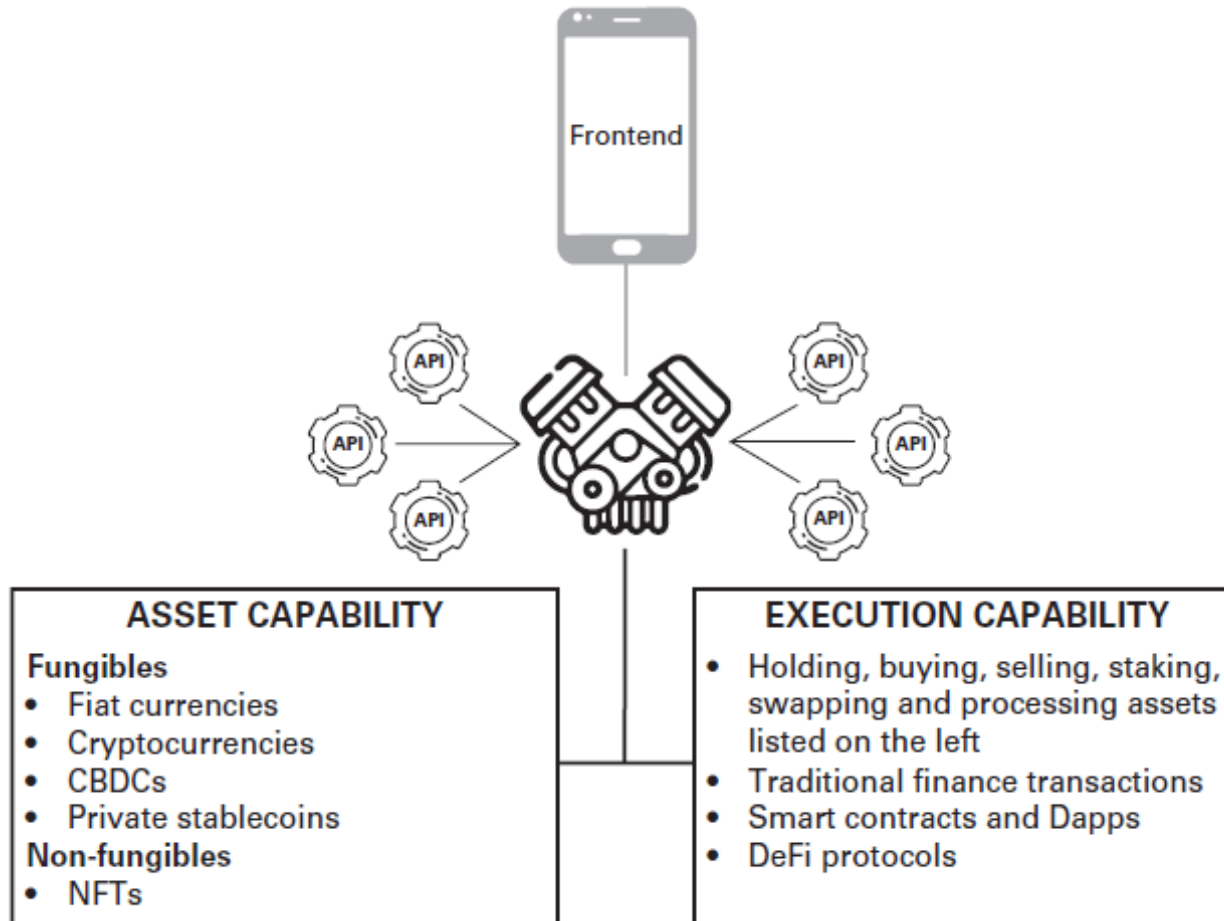 Frontend
API
API
API
API
API
API
ASSET CAPABILITY
Fungibles
• Fiat currencies
• Cryptocurrencies
• CBDCs
• Private stablecoins
Non-fungibles
• NFTs
EXECUTION CAPABILITY
• Holding, buying, selling, staking,
swapping and processing assets
listed on the left
• Traditional finance transactions
• Smart contracts and Dapps
• DeFi protocols